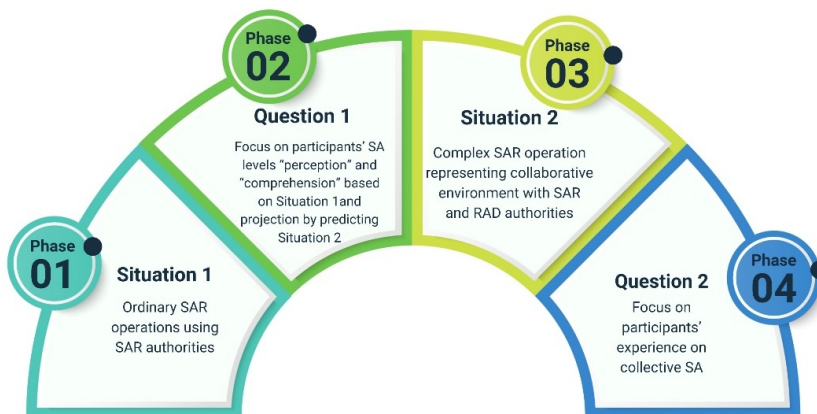 Phase
01
Situation 1
Ordinary SAR
operations using
SAR authorities
Phase
02
Question 1
Focus on participants' SA
levels “perception” and
“comprehension” based
on Situation 1and
projection by predicting
Situation 2
Phase
03
Situation 2
Complex SAR operation
representing collaborative
environment with SAR
and RAD authorities
Phase
04
Question 2
Focus on
participants'
experience on
collective SA